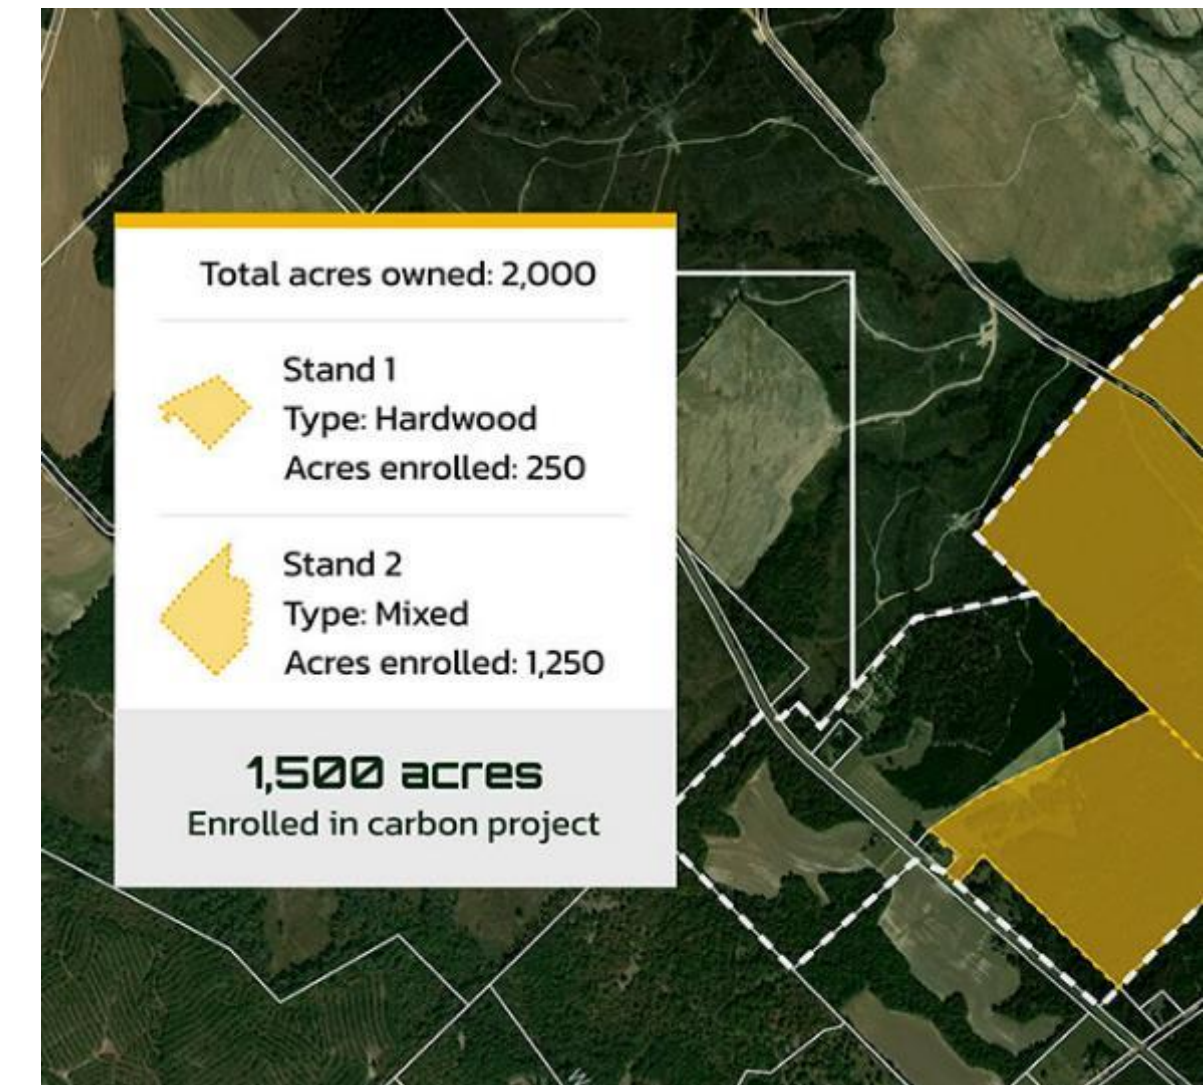 Total acres owned: 2,000
Stand 1
Type: Hardwood
Acres enrolled: 250
Stand 2
Type: Mixed
Acres enrolled: 1,250
1,500 acres
Enrolled in carbon project